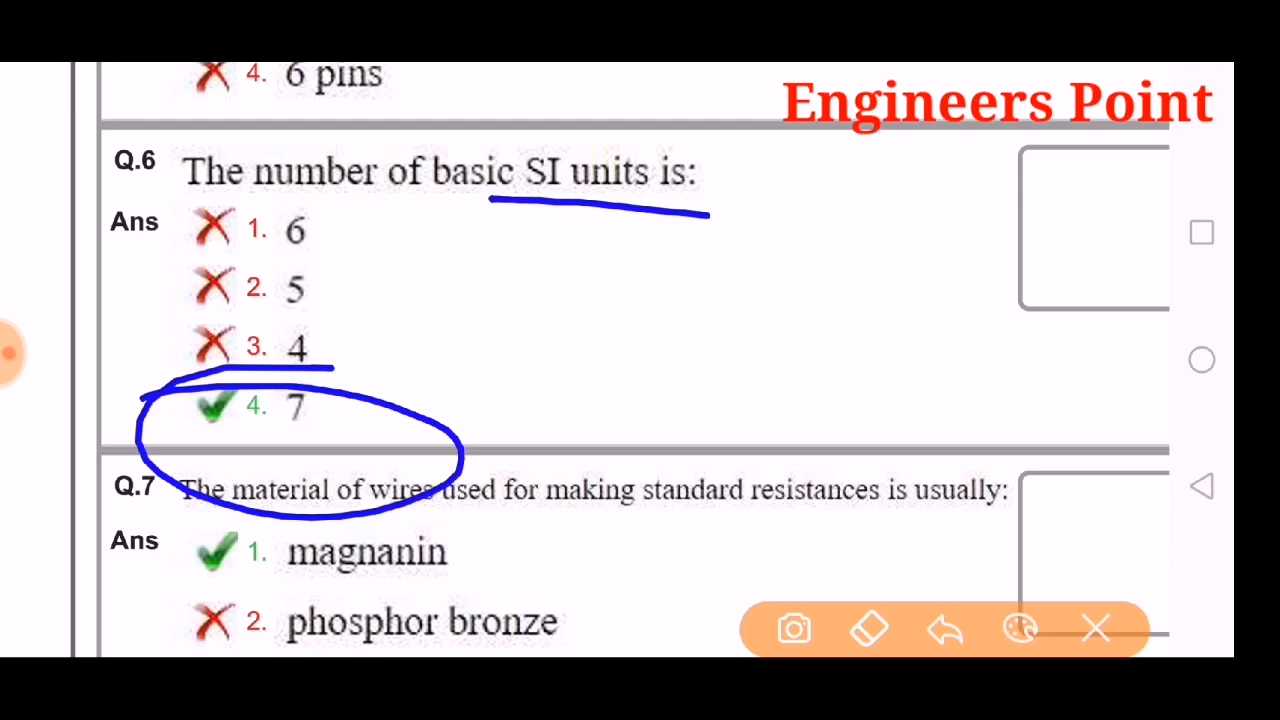 4. 6 pins
Engineers Point
Q.6 The number of basic SI units is:
Ans 1. 6
2. 5
3. 4
4. 7
Q.7 The material of wires used for making standard resistances is usually:
Ans 1. magnanin
2. phosphor bronze